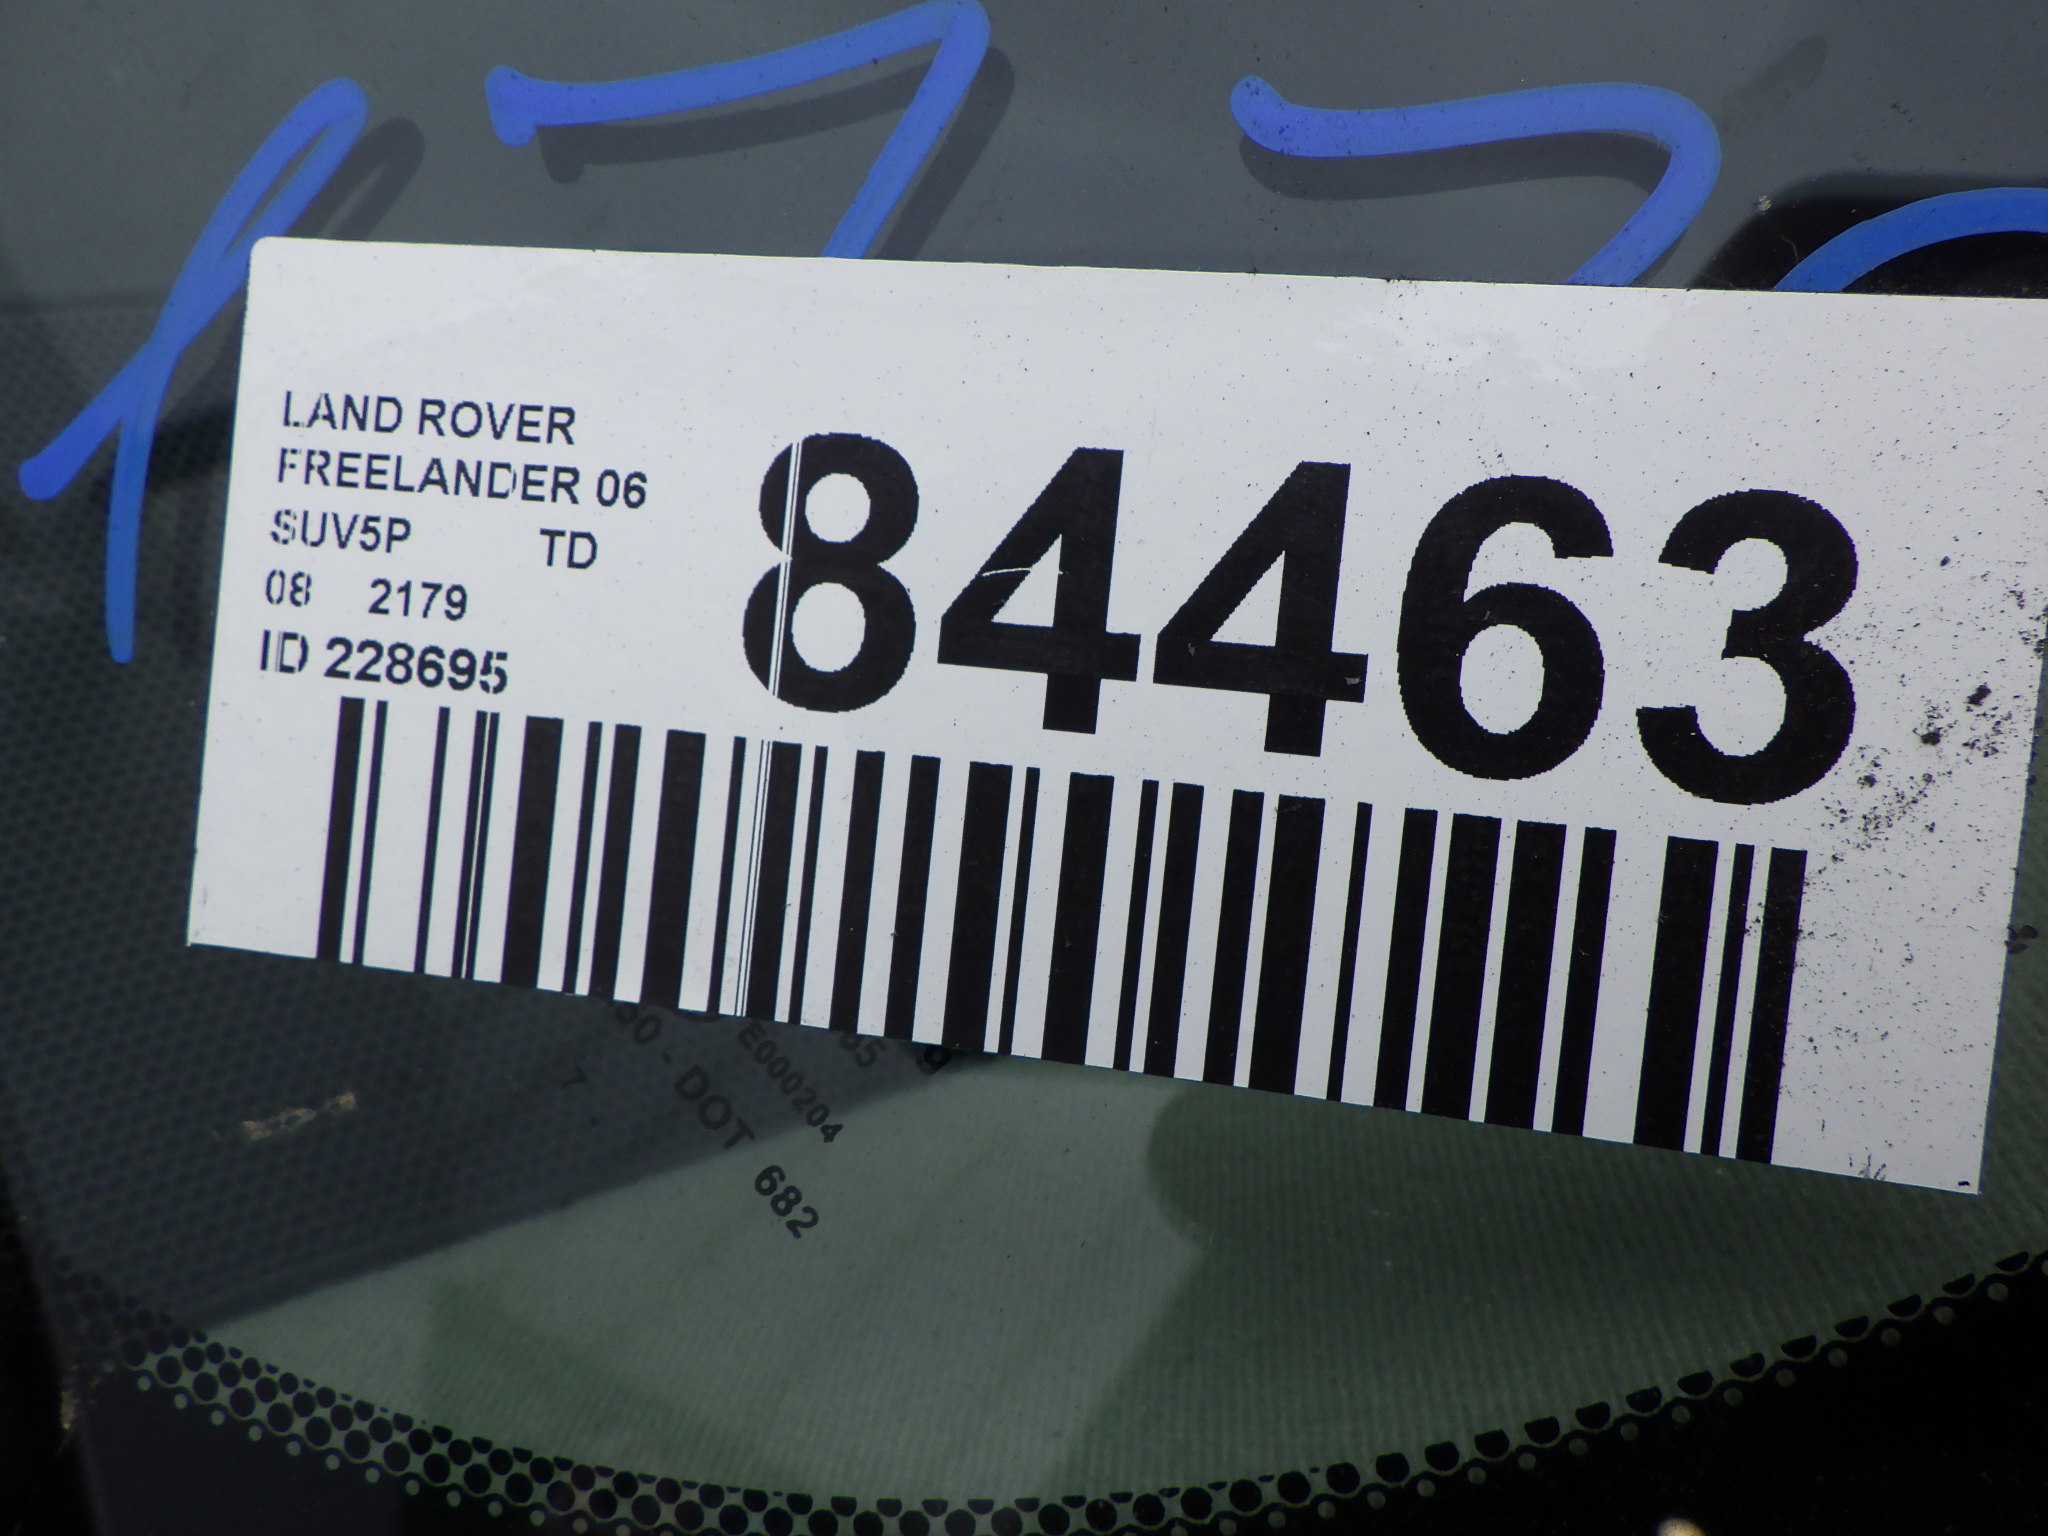 LAND ROVER
FREELANDER 06
SUV5P TD
08 2179
ID 228695
84463
E000204
DOT 682